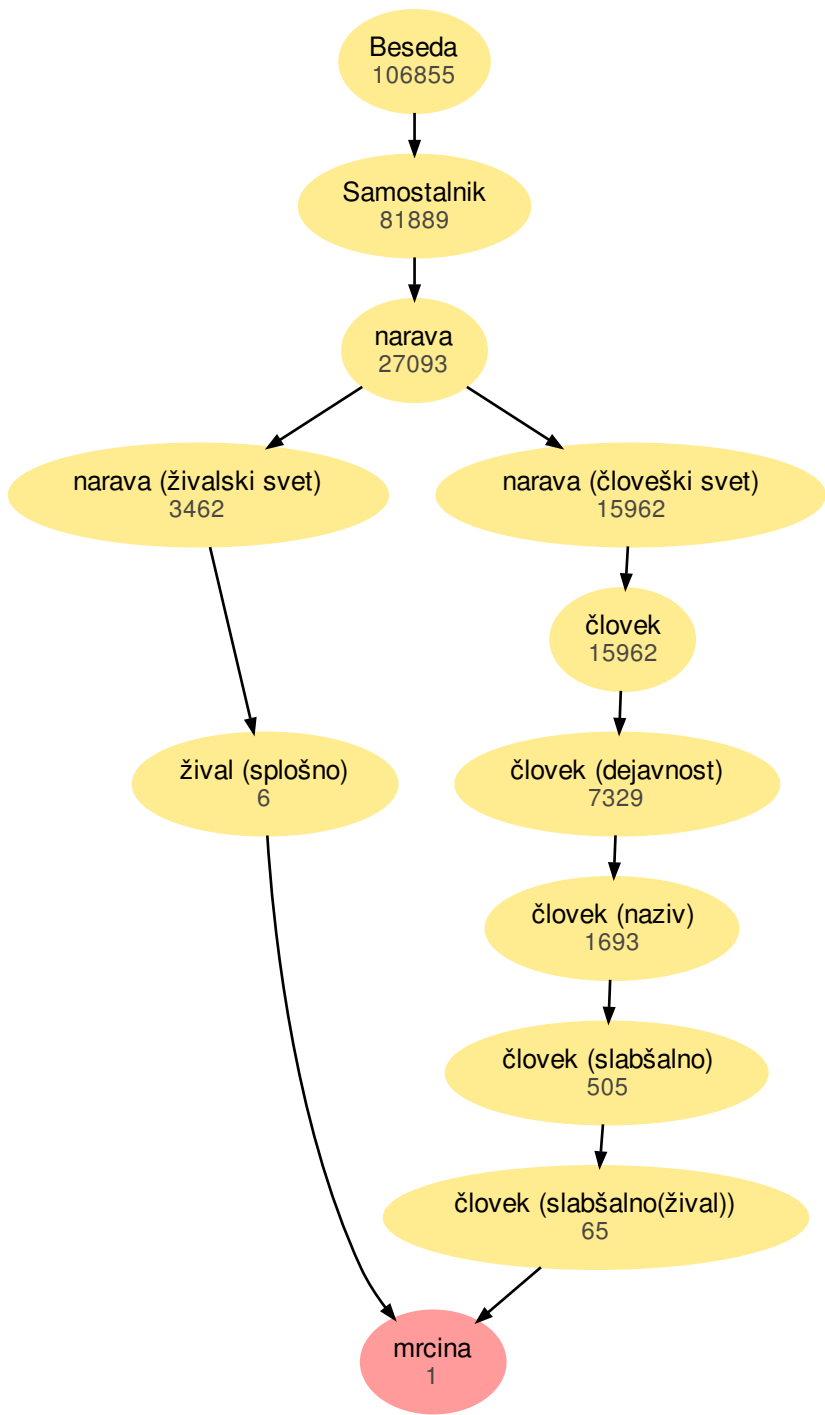 Beseda
106855
Samostalnik
81889
narava
27093
narava (živalski svet)
3462
narava (človeški svet)
15962
človek
15962
žival (splošno)
6
človek (dejavnost)
7329
človek (naziv)
1693
človek (slabšalno)
505
človek (slabšalno(žival))
65
mrcina
1